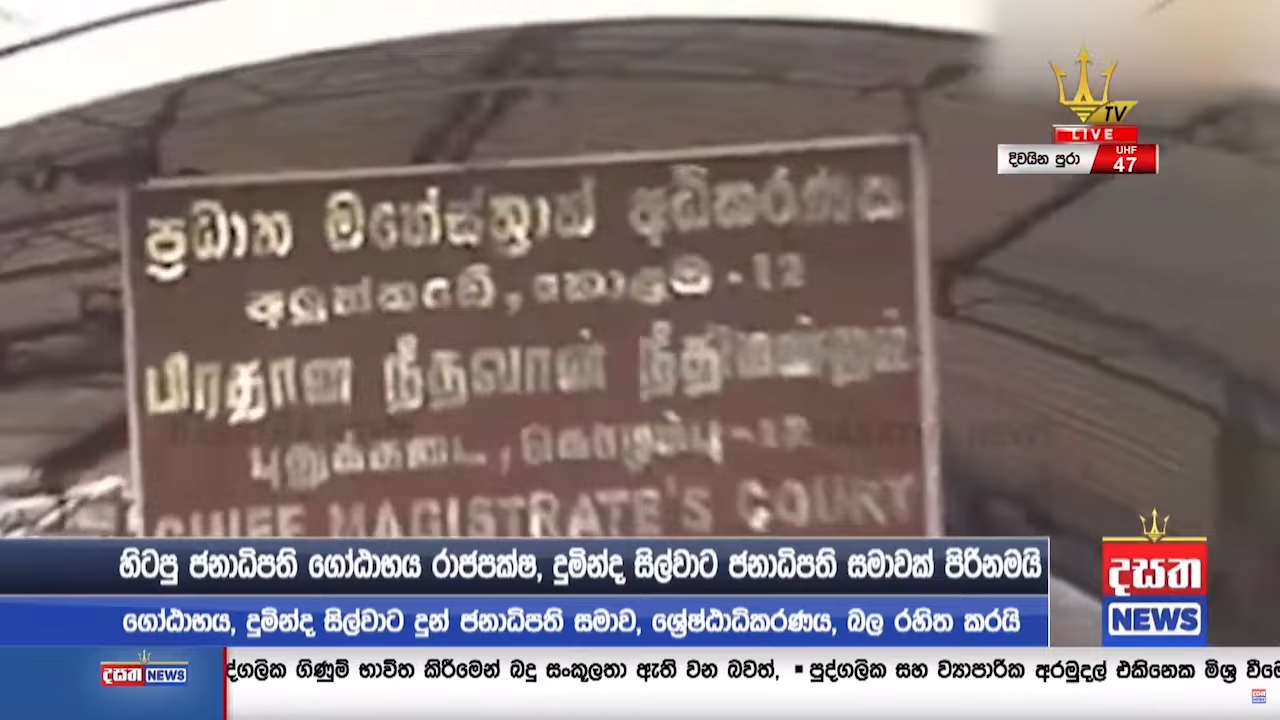 TV
LIVE
දිවයින පුරා
UHF
47
ප්‍රධාන මහේස්ත්‍රාත් අධිකරණය
අලුත්කඩේ, කොළඹ - 12
பிரதான நீதவான் நீதிமன்றம்
புதுக்கடை, கொழும்பு - 12
CHIEF MAGISTRATE'S COURT
හිටපු ජනාධිපති ගෝඨාභය රාජපක්ෂ, දුමින්ද සිල්වාට ජනාධිපති සමාවක් පිරිනමයි
ගෝඨාභය, දුමින්ද සිල්වාට දුන් ජනාධිපති සමාව, ශ්‍රේෂ්ඨාධිකරණය, බල රහිත කරයි
දසත
NEWS
දසත NEWS
ද්ගලික ගිණුම් භාවිත කිරීමෙන් බදු සංකුලතා ඇති වන බවත්, ▪ පුද්ගලික සහ ව්‍යාපාරික අරමුදල් එකිනෙක මිශ්‍ර